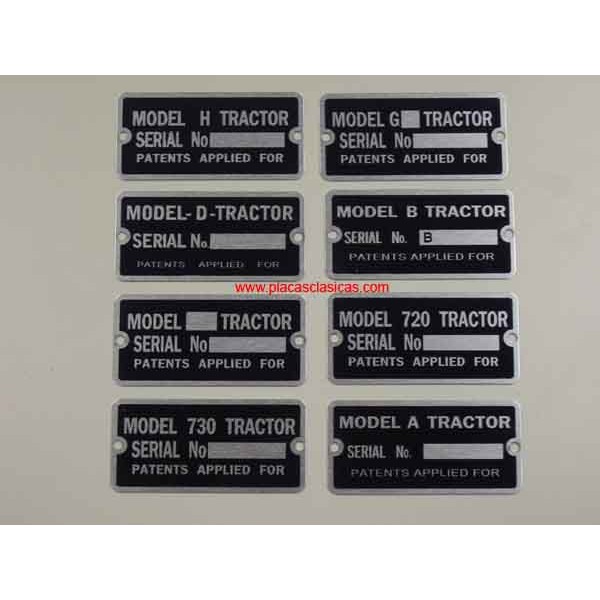 MODEL H TRACTOR
SERIAL No
PATENTS APPLIED FOR
MODEL G TRACTOR
SERIAL No
PATENTS APPLIED FOR
MODEL-D-TRACTOR
SERIAL No.
PATENTS APPLIED FOR
MODEL B TRACTOR
SERIAL No. B
PATENTS APPLIED FOR
www.placasclasicas.com
MODEL TRACTOR
SERIAL No
PATENTS APPLIED FOR
MODEL 720 TRACTOR
SERIAL No
PATENTS APPLIED FOR
MODEL 730 TRACTOR
SERIAL No
PATENTS APPLIED FOR
MODEL A TRACTOR
SERIAL No.
PATENTS APPLIED FOR